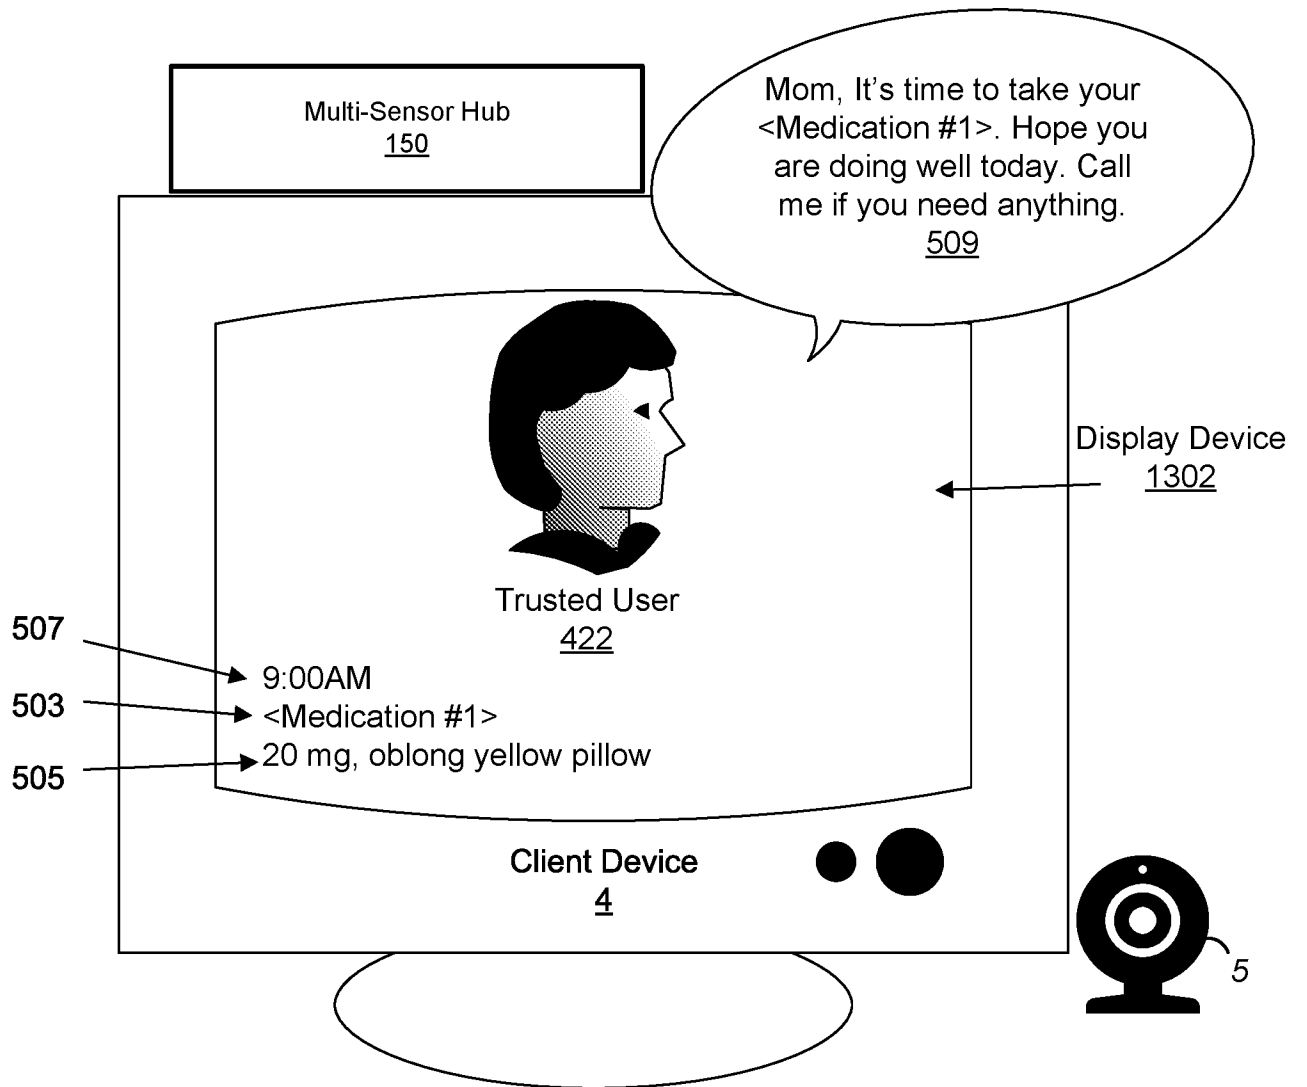 Multi-Sensor Hub
150
Mom, It's time to take your
<Medication #1>. Hope you
are doing well today. Call
me if you need anything.
509
Display Device
1302
Trusted User
422
507
9:00AM
503
<Medication #1>
505
20 mg, oblong yellow pillow
Client Device
4
5